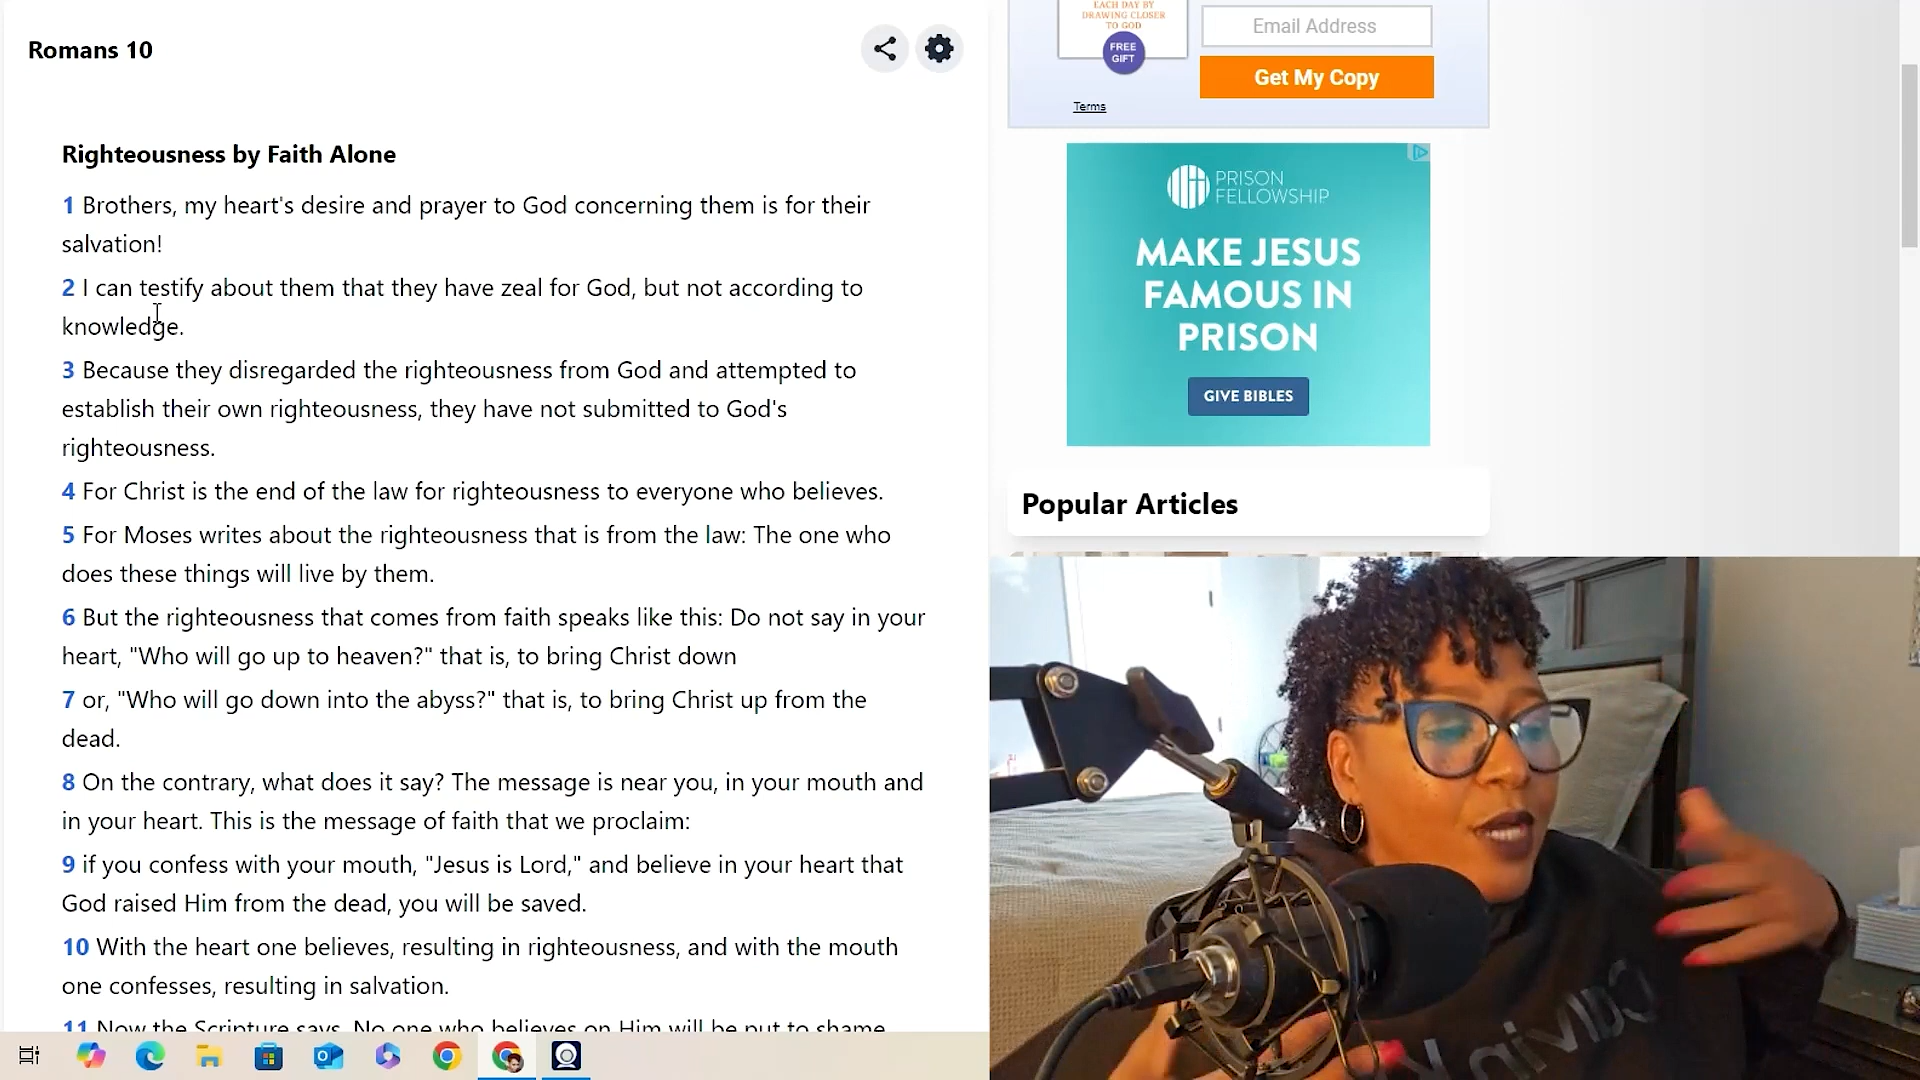 Romans 10
Righteousness by Faith Alone
1 Brothers, my heart's desire and prayer to God concerning them is for their
salvation!
2 I can testify about them that they have zeal for God, but not according to
knowledge.
3 Because they disregarded the righteousness from God and attempted to
establish their own righteousness, they have not submitted to God's
righteousness.
4 For Christ is the end of the law for righteousness to everyone who believes.
5 For Moses writes about the righteousness that is from the law: The one who
does these things will live by them.
6 But the righteousness that comes from faith speaks like this: Do not say in your
heart, "Who will go up to heaven?" that is, to bring Christ down
7 or, "Who will go down into the abyss?" that is, to bring Christ up from the
dead.
8 On the contrary, what does it say? The message is near you, in your mouth and
in your heart. This is the message of faith that we proclaim:
9 if you confess with your mouth, "Jesus is Lord," and believe in your heart that
God raised Him from the dead, you will be saved.
10 With the heart one believes, resulting in righteousness, and with the mouth
one confesses, resulting in salvation.
11 Now the Scripture says, No one who believes on Him will be put to shame
EACH DAY BY
DRAWING CLOSER
TO GOD
FREE
GIFT
Email Address
Get My Copy
Terms
PRISON
FELLOWSHIP
MAKE JESUS
FAMOUS IN
PRISON
GIVE BIBLES
Popular Articles